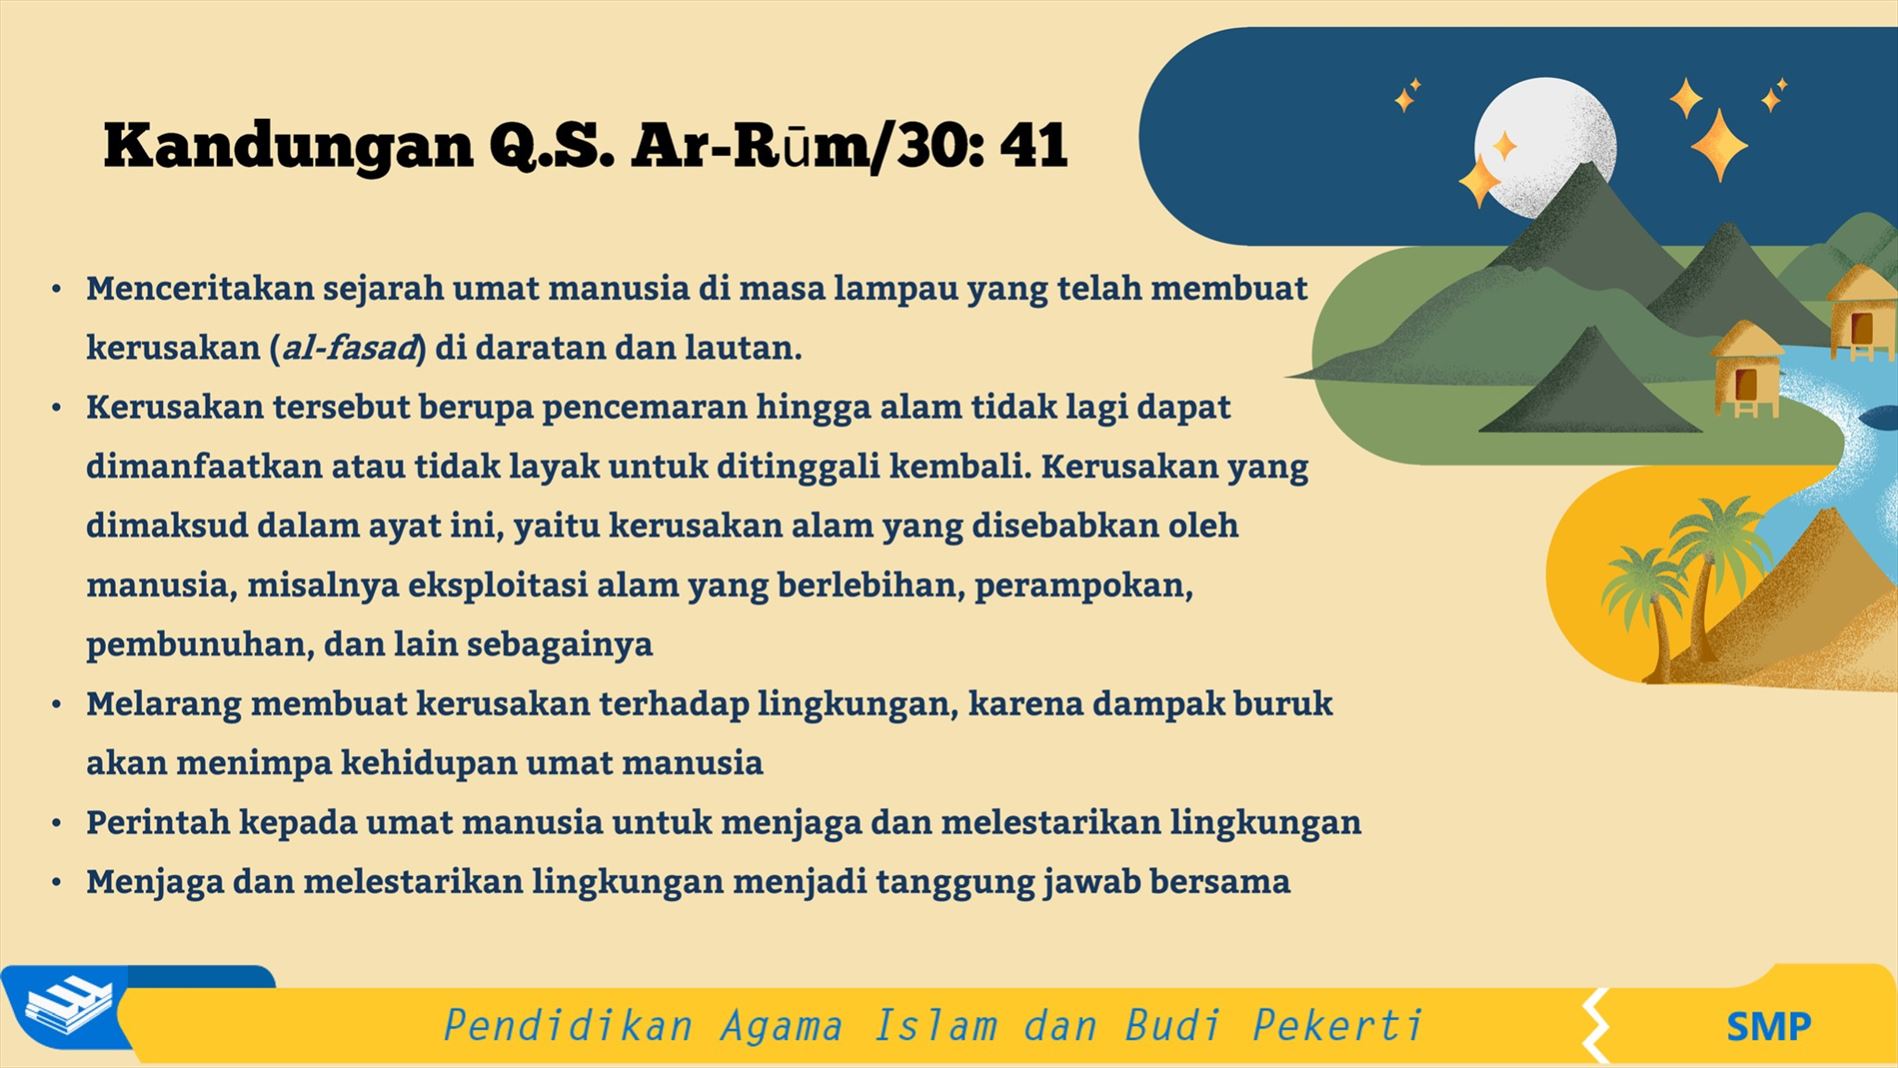 Kandungan Q.S. Ar-Rūm/30: 41
• Menceritakan sejarah umat manusia di masa lampau yang telah membuat
kerusakan (al-fasad) di daratan dan lautan.
• Kerusakan tersebut berupa pencemaran hingga alam tidak lagi dapat
dimanfaatkan atau tidak layak untuk ditinggali kembali. Kerusakan yang
dimaksud dalam ayat ini, yaitu kerusakan alam yang disebabkan oleh
manusia, misalnya eksploitasi alam yang berlebihan, perampokan,
pembunuhan, dan lain sebagainya
• Melarang membuat kerusakan terhadap lingkungan, karena dampak buruk
akan menimpa kehidupan umat manusia
• Perintah kepada umat manusia untuk menjaga dan melestarikan lingkungan
• Menjaga dan melestarikan lingkungan menjadi tanggung jawab bersama
Pendidikan Agama Islam dan Budi Pekerti
SMP